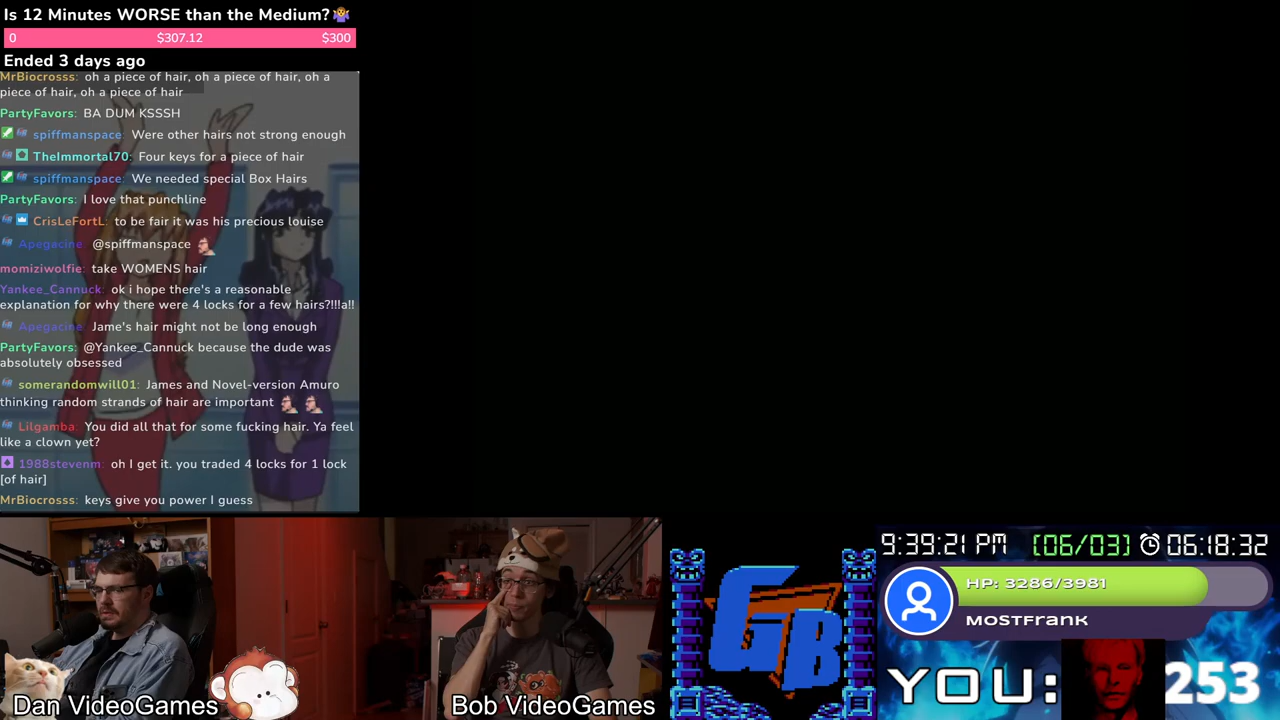 Is 12 Minutes WORSE than the Medium?🤷‍♀️
0 $307.12 $300
Ended 3 days ago
MrBiocrosss: oh a piece of hair, oh a piece of hair, oh a
piece of hair, oh a piece of hair
PartyFavors: BA DUM KSSSH
spiffmanspace: Were other hairs not strong enough
TheImmortal70: Four keys for a piece of hair
spiffmanspace: We needed special Box Hairs
PartyFavors: I love that punchline
CrisLeFortL: to be fair it was his precious louise
Apegacine: @spiffmanspace
momiziwolfie: take WOMENS hair
Yankee_Cannuck: ok i hope there's a reasonable
explanation for why there were 4 locks for a few hairs?!!!a!!
Apegacine: Jame's hair might not be long enough
PartyFavors: @Yankee_Cannuck because the dude was
absolutely obsessed
somerandomwill01: James and Novel-version Amuro
thinking random strands of hair are important
Lilgamba: You did all that for some fucking hair. Ya feel
like a clown yet?
1988stevenm: oh I get it. you traded 4 locks for 1 lock
[of hair]
MrBiocrosss: keys give you power I guess
Dan VideoGames
Bob VideoGames
GB
9:39:21 PM [06/03] 06:18:32
HP: 3286/3981
MOSTFRANK
YOU: 253